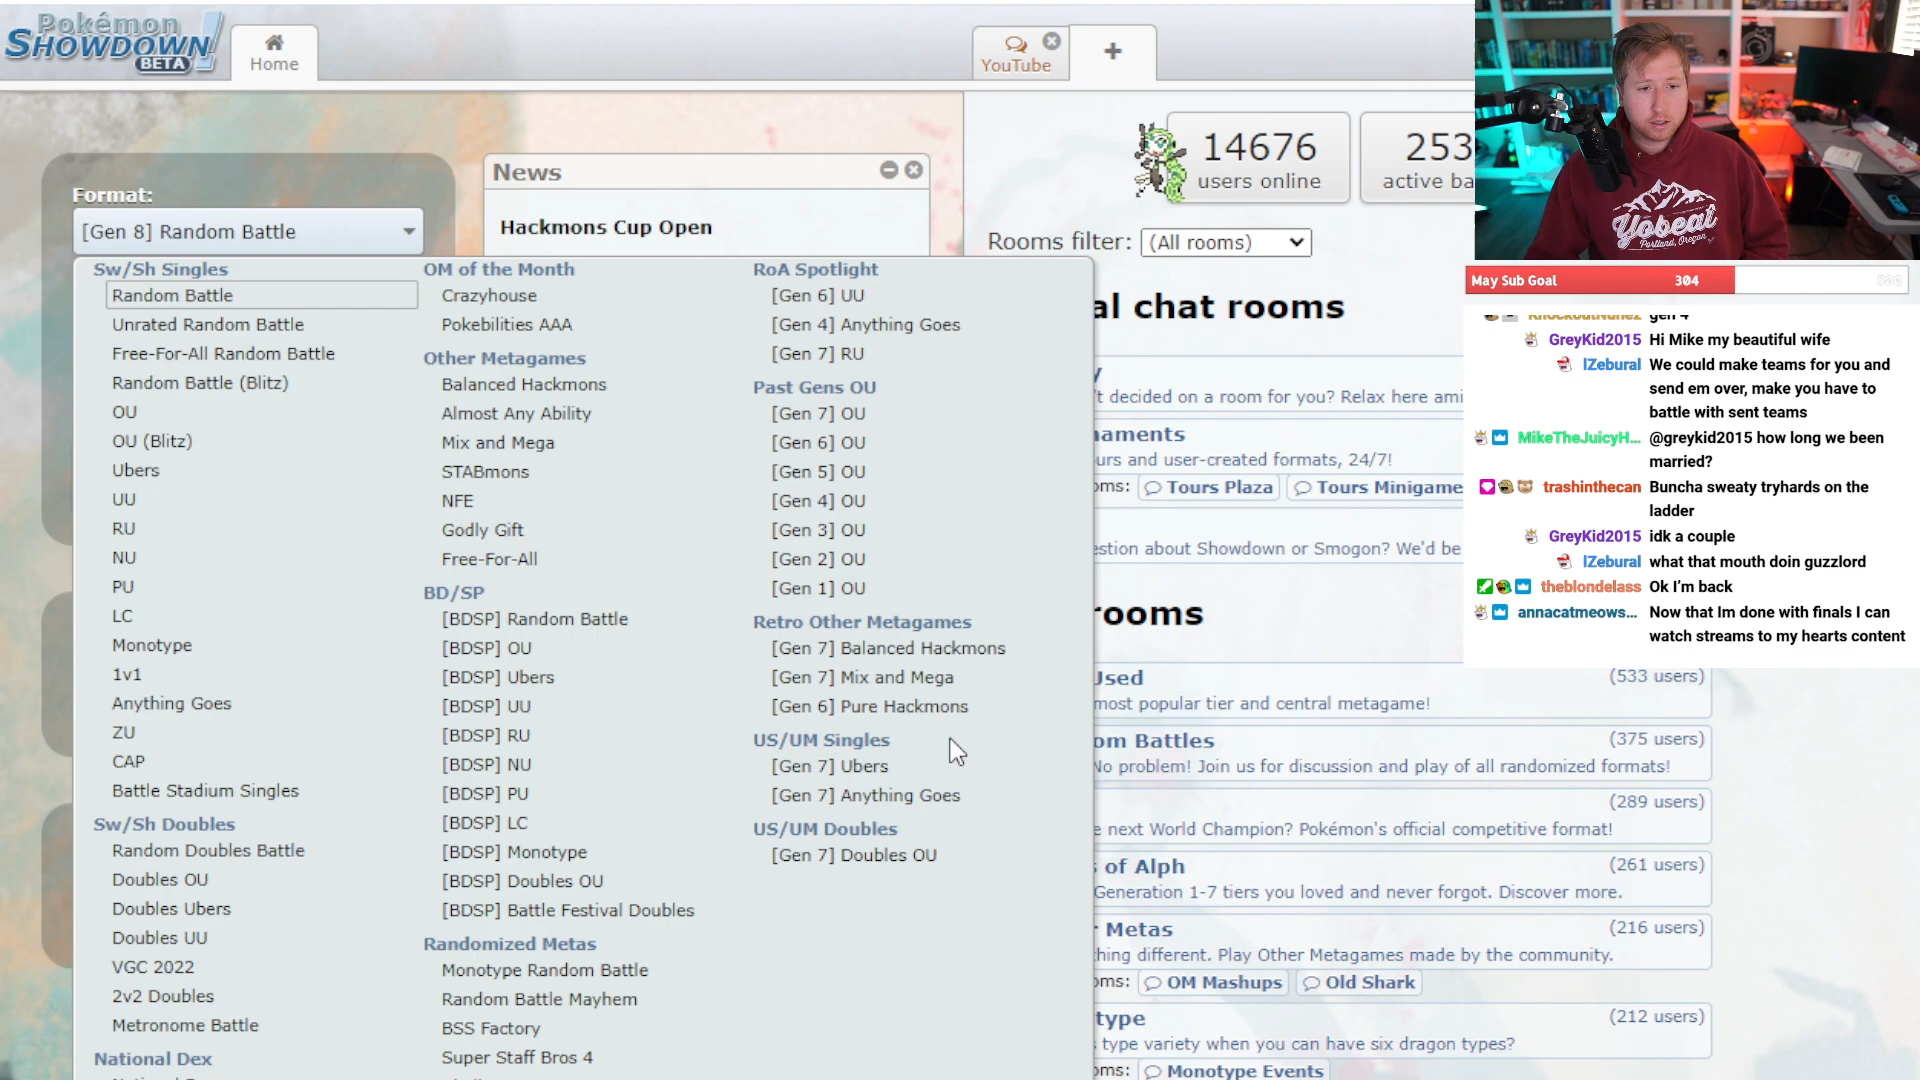 Pokémon
SHOWDOWN!
BETA
Home
YouTube
+
Format:
[Gen 8] Random Battle
News
Hackmons Cup Open
14676
users online
253
active ba
Rooms filter: (All rooms)
Sw/Sh Singles
Random Battle
Unrated Random Battle
Free-For-All Random Battle
Random Battle (Blitz)
OU
OU (Blitz)
Ubers
UU
RU
NU
PU
LC
Monotype
1v1
Anything Goes
ZU
CAP
Battle Stadium Singles
Sw/Sh Doubles
Random Doubles Battle
Doubles OU
Doubles Ubers
Doubles UU
VGC 2022
2v2 Doubles
Metronome Battle
National Dex
OM of the Month
Crazyhouse
Pokebilities AAA
Other Metagames
Balanced Hackmons
Almost Any Ability
Mix and Mega
STABmons
NFE
Godly Gift
Free-For-All
BD/SP
[BDSP] Random Battle
[BDSP] OU
[BDSP] Ubers
[BDSP] UU
[BDSP] RU
[BDSP] NU
[BDSP] PU
[BDSP] LC
[BDSP] Monotype
[BDSP] Doubles OU
[BDSP] Battle Festival Doubles
Randomized Metas
Monotype Random Battle
Random Battle Mayhem
BSS Factory
Super Staff Bros 4
RoA Spotlight
[Gen 6] UU
[Gen 4] Anything Goes
[Gen 7] RU
Past Gens OU
[Gen 7] OU
[Gen 6] OU
[Gen 5] OU
[Gen 4] OU
[Gen 3] OU
[Gen 2] OU
[Gen 1] OU
Retro Other Metagames
[Gen 7] Balanced Hackmons
[Gen 7] Mix and Mega
[Gen 6] Pure Hackmons
US/UM Singles
[Gen 7] Ubers
[Gen 7] Anything Goes
US/UM Doubles
[Gen 7] Doubles OU
al chat rooms
y
't decided on a room for you? Relax here ami
naments
urs and user-created formats, 24/7!
oms: Tours Plaza Tours Minigame
estion about Showdown or Smogon? We'd be
rooms
Used (533 users)
most popular tier and central metagame!
om Battles (375 users)
No problem! Join us for discussion and play of all randomized formats!
(289 users)
e next World Champion? Pokémon's official competitive format!
s of Alph (261 users)
Generation 1-7 tiers you loved and never forgot. Discover more.
r Metas (216 users)
hing different. Play Other Metagames made by the community.
oms: OM Mashups Old Shark
type (212 users)
s type variety when you can have six dragon types?
oms: Monotype Events
Yobeat
Portland, Oregon
May Sub Goal 304 500
KnockoutNunez gen 4
GreyKid2015 Hi Mike my beautiful wife
lZebural We could make teams for you and
send em over, make you have to
battle with sent teams
MikeTheJuicyH... @greykid2015 how long we been
married?
trashinthecan Buncha sweaty tryhards on the
ladder
GreyKid2015 idk a couple
lZebural what that mouth doin guzzlord
theblondelass Ok I'm back
annacatmeows... Now that Im done with finals I can
watch streams to my hearts content